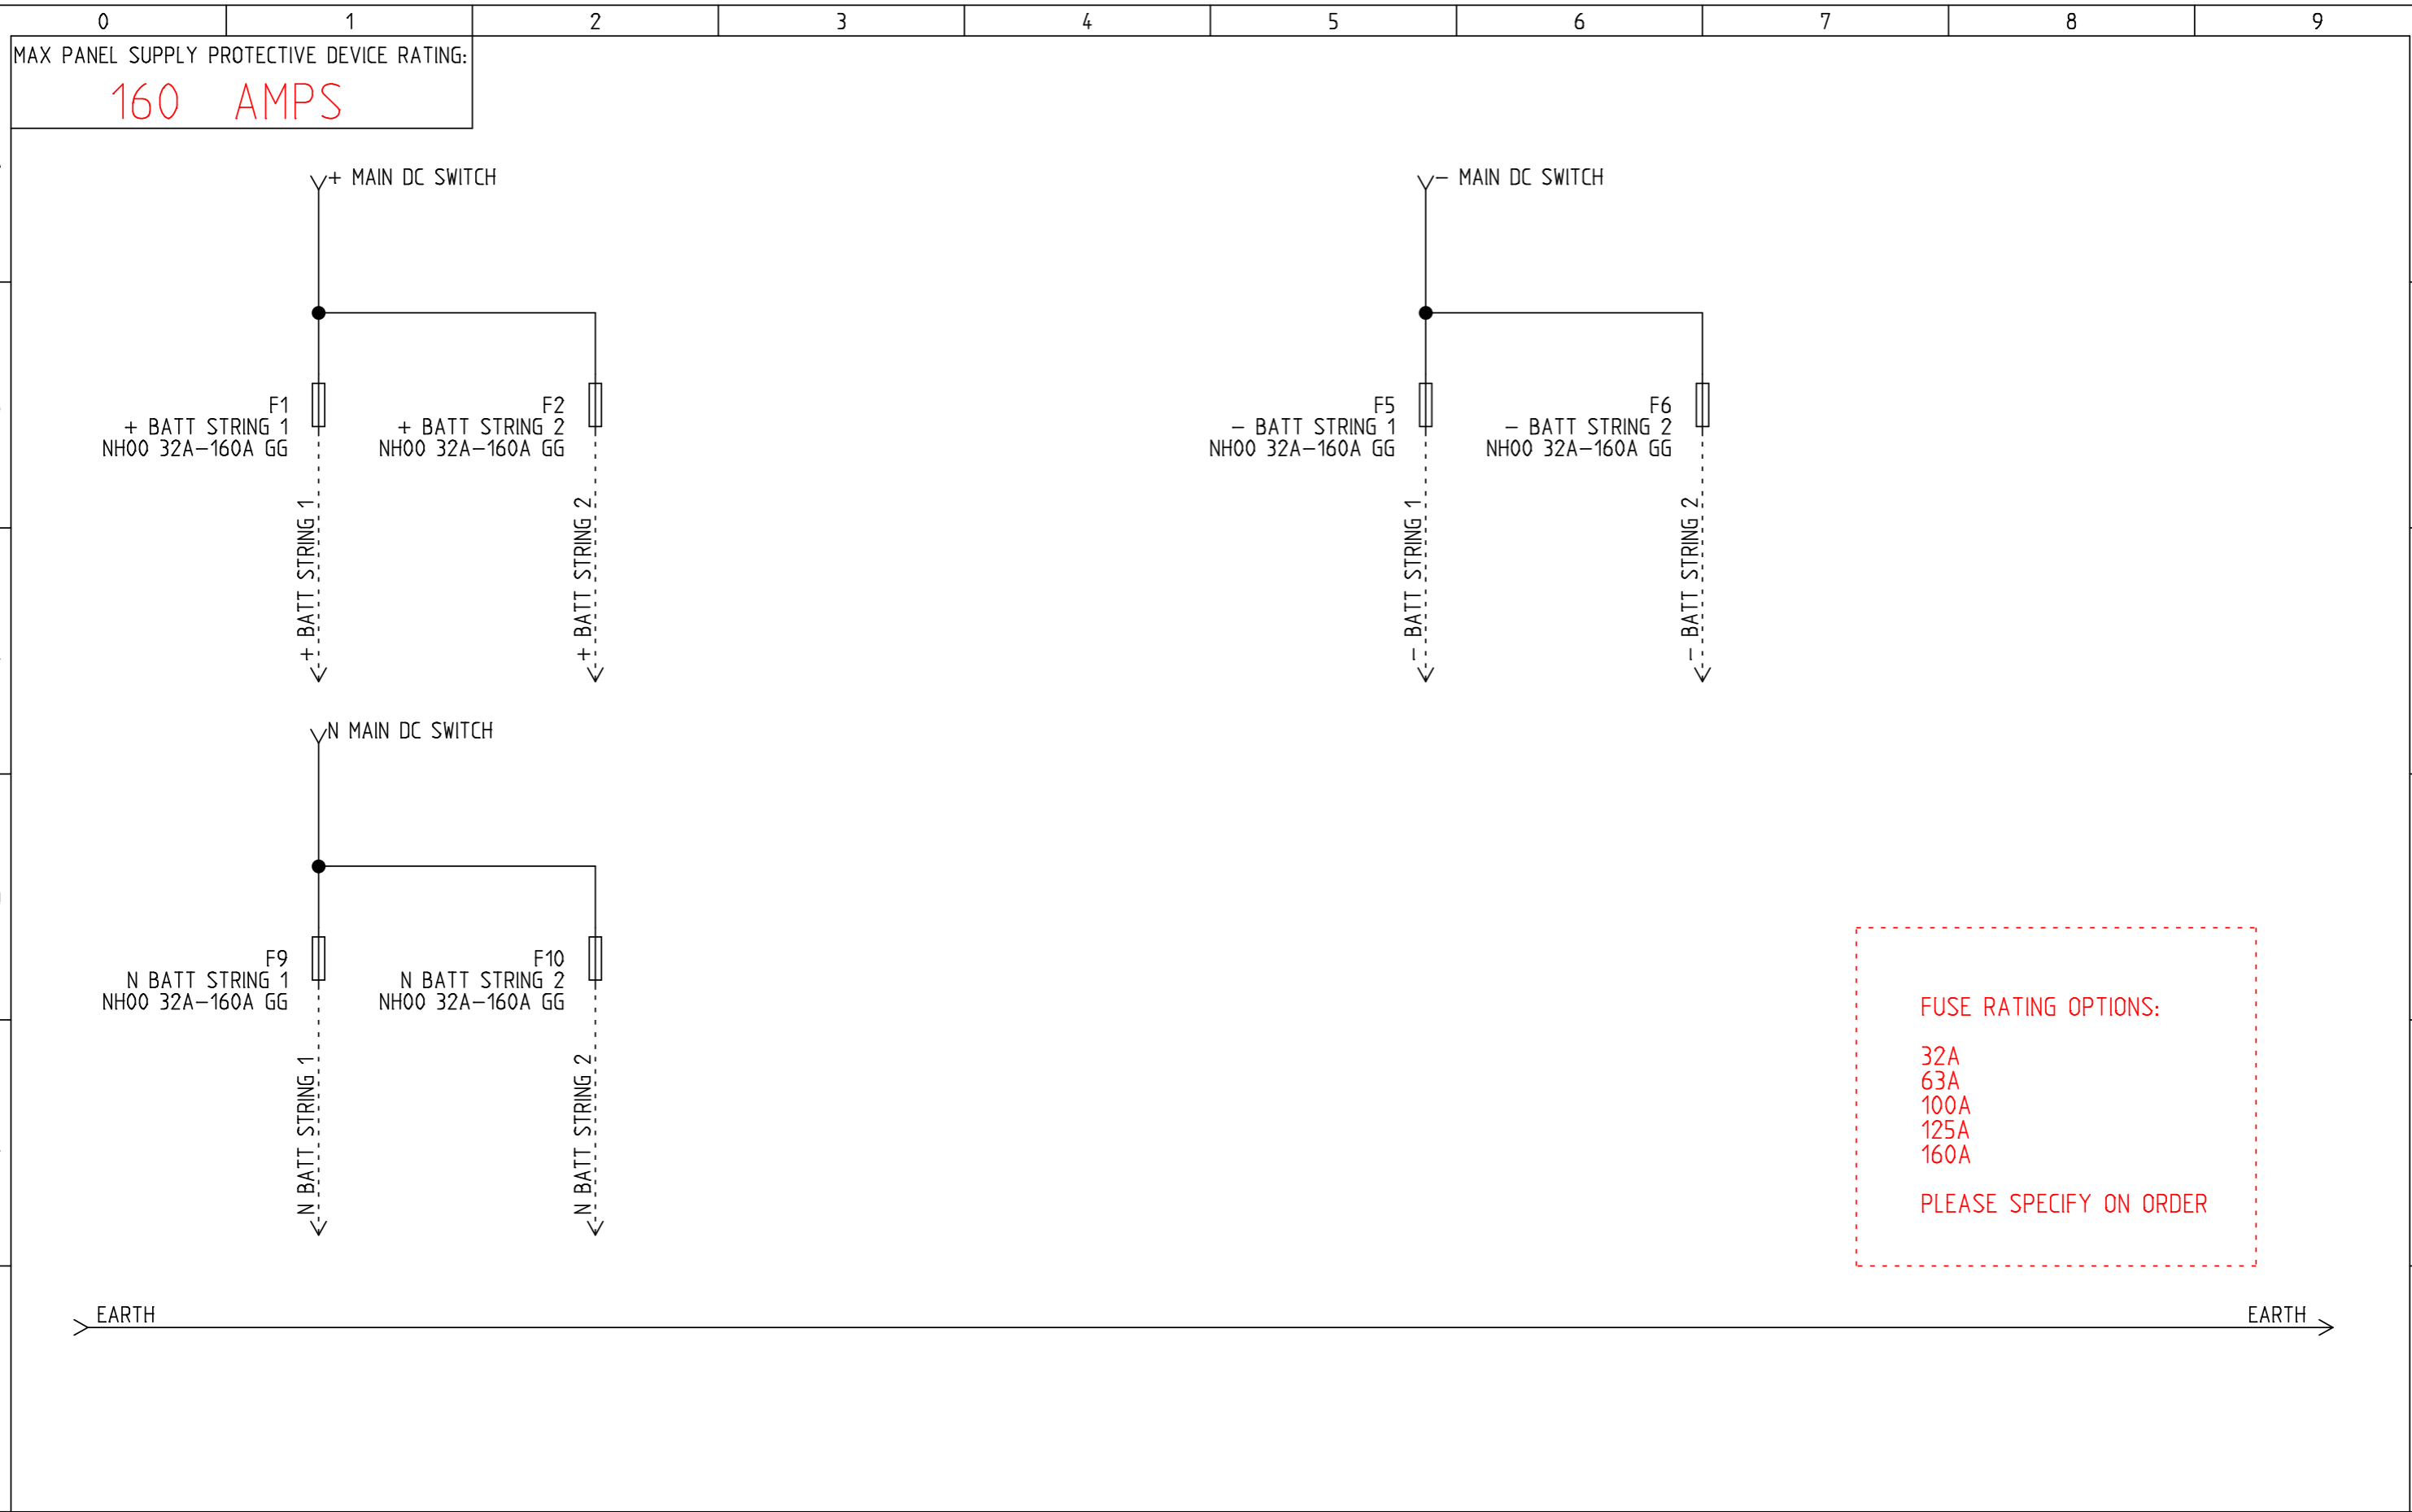 0 1 2 3 4 5 6 7 8 9
MAX PANEL SUPPLY PROTECTIVE DEVICE RATING:
160 AMPS
+ MAIN DC SWITCH
- MAIN DC SWITCH
F1
+ BATT STRING 1
NH00 32A-160A GG
F2
+ BATT STRING 2
NH00 32A-160A GG
F5
- BATT STRING 1
NH00 32A-160A GG
F6
- BATT STRING 2
NH00 32A-160A GG
+ BATT STRING 1
+ BATT STRING 2
- BATT STRING 1
- BATT STRING 2
N MAIN DC SWITCH
F9
N BATT STRING 1
NH00 32A-160A GG
F10
N BATT STRING 2
NH00 32A-160A GG
N BATT STRING 1
N BATT STRING 2
FUSE RATING OPTIONS:
32A
63A
100A
125A
160A
PLEASE SPECIFY ON ORDER
EARTH
EARTH